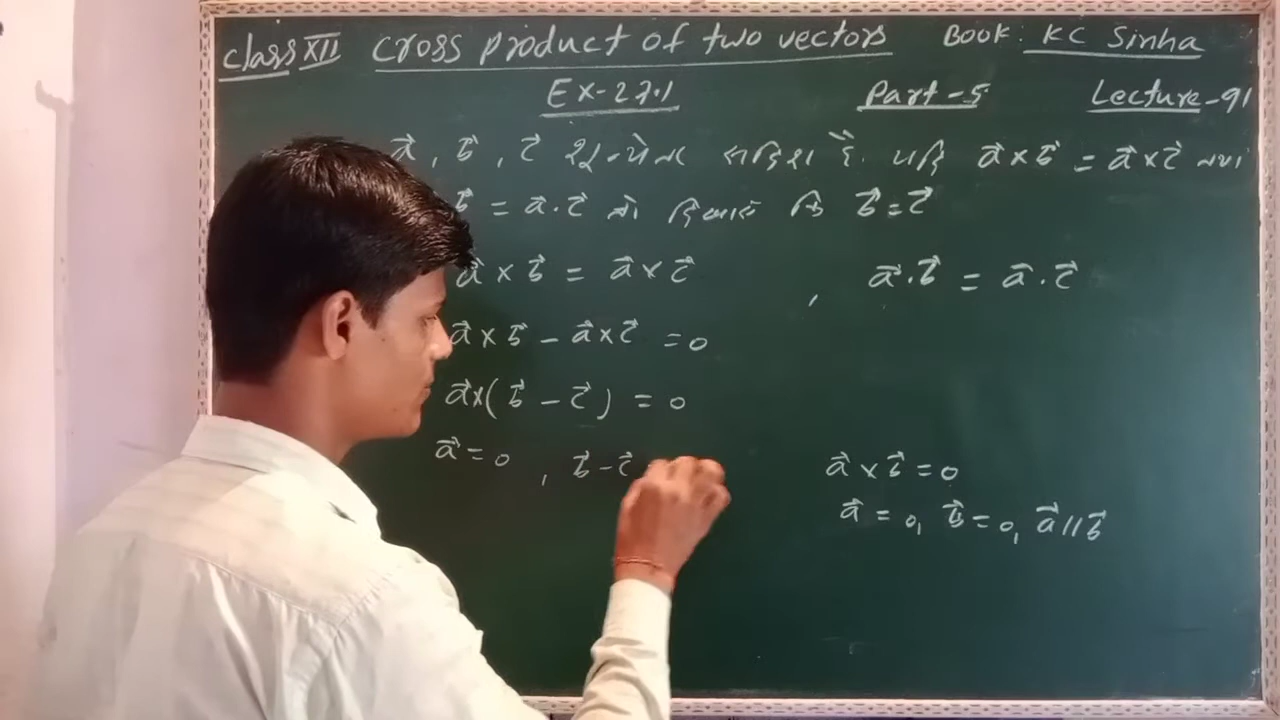 Class XII Cross product of two vectors Book: KC Sinha
Ex-27.1 Part-5 Lecture-91
a⃗, b⃗, c⃗ शून्येतर सदिश हैं यदि a⃗ × b⃗ = a⃗ × c⃗ तथा
b⃗ = a⃗.c⃗ तो दिखाएं कि b⃗ = c⃗
a⃗ × b⃗ = a⃗ × c⃗ , a⃗.b⃗ = a⃗.c⃗
a⃗ × b⃗ - a⃗ × c⃗ = 0
a⃗×(b⃗ - c⃗) = 0
a⃗ = 0 , b⃗ - c⃗
a⃗ × b⃗ = 0
a⃗ = 0, b⃗ = 0, a⃗ // b⃗